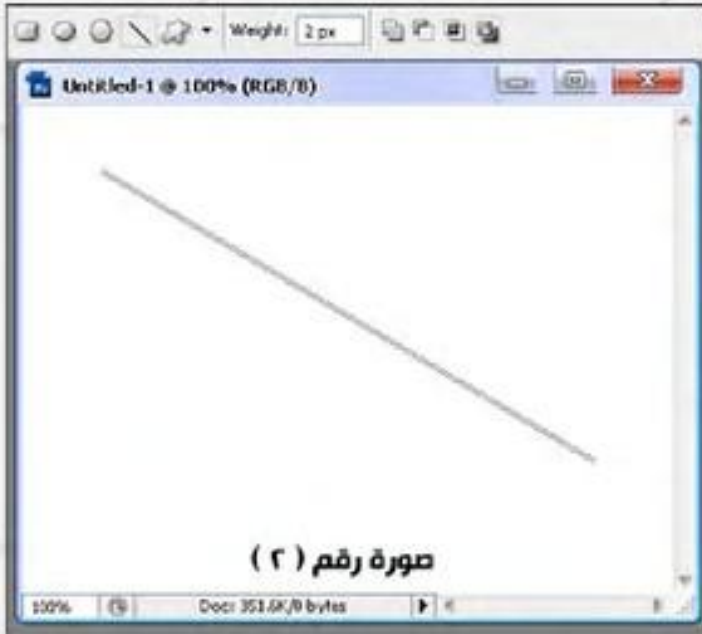 Weight: 2 px
Untitled-1 @ 100% (RGB/8)
صورة رقم ( ٢ )
100% Doc: 351.6K/0 bytes